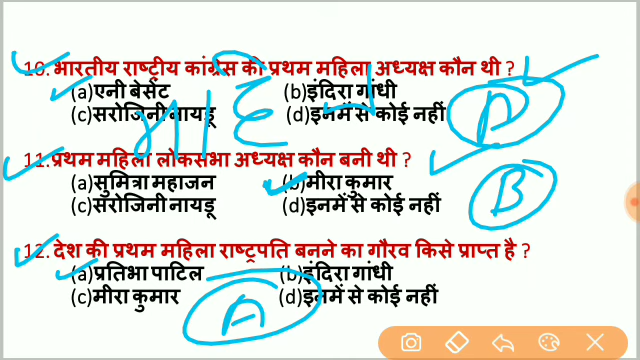 10. भारतीय राष्ट्रीय कांग्रेस की प्रथम महिला अध्यक्ष कौन थी ?
(a)एनी बेसेंट (b)इंदिरा गांधी
(c)सरोजिनी नायडू (d)इनमें से कोई नहीं
A
11.प्रथम महिला लोकसभा अध्यक्ष कौन बनी थी ?
(a)सुमित्रा महाजन (b)मीरा कुमार
(c)सरोजिनी नायडू (d)इनमें से कोई नहीं
B
12. देश की प्रथम महिला राष्ट्रपति बनने का गौरव किसे प्राप्त है ?
(a)प्रतिभा पाटिल (b)इंदिरा गांधी
(c)मीरा कुमार (d)इनमें से कोई नहीं
A